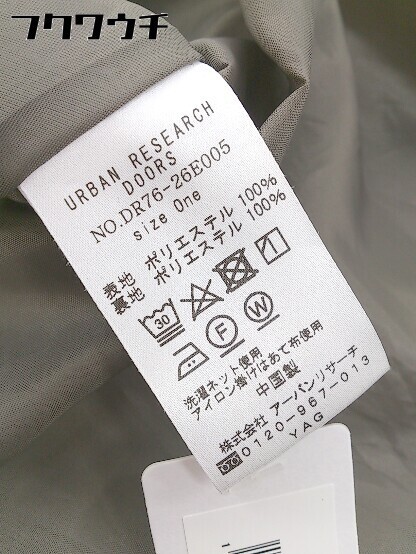 フクウウチ
URBAN RESEARCH
DOORS
NO.DR76-26E005
size One
表地 ポリエステル 100%
裏地 ポリエステル 100%
30
F W
洗濯ネット使用
アイロン掛けはあて布使用
中国製
株式会社 アーバンリサーチ
0120-967-013
YAG